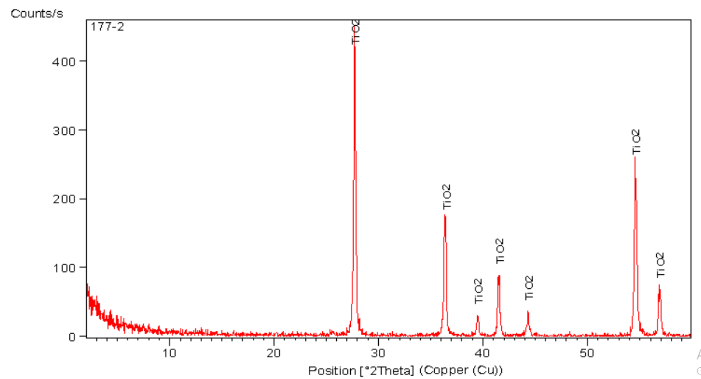 Counts/s
177-2
TiO2
400
300
TiO2
200
TiO2
TiO2
100
TiO2
TiO2
TiO2
0
10
20
30
40
50
Position [°2Theta] (Copper (Cu))